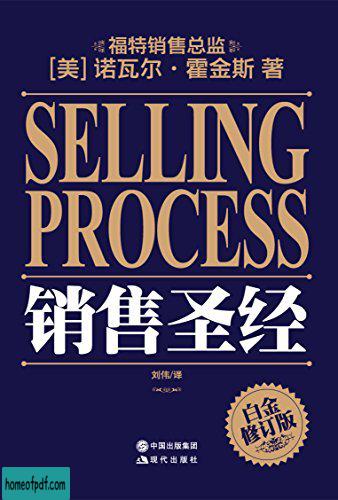 福特销售总监
[美] 诺瓦尔·霍金斯 著
SELLING
PROCESS
销售圣经
刘伟/译
白金
修订版
中国出版集团
现代出版社
homeofpdf.com